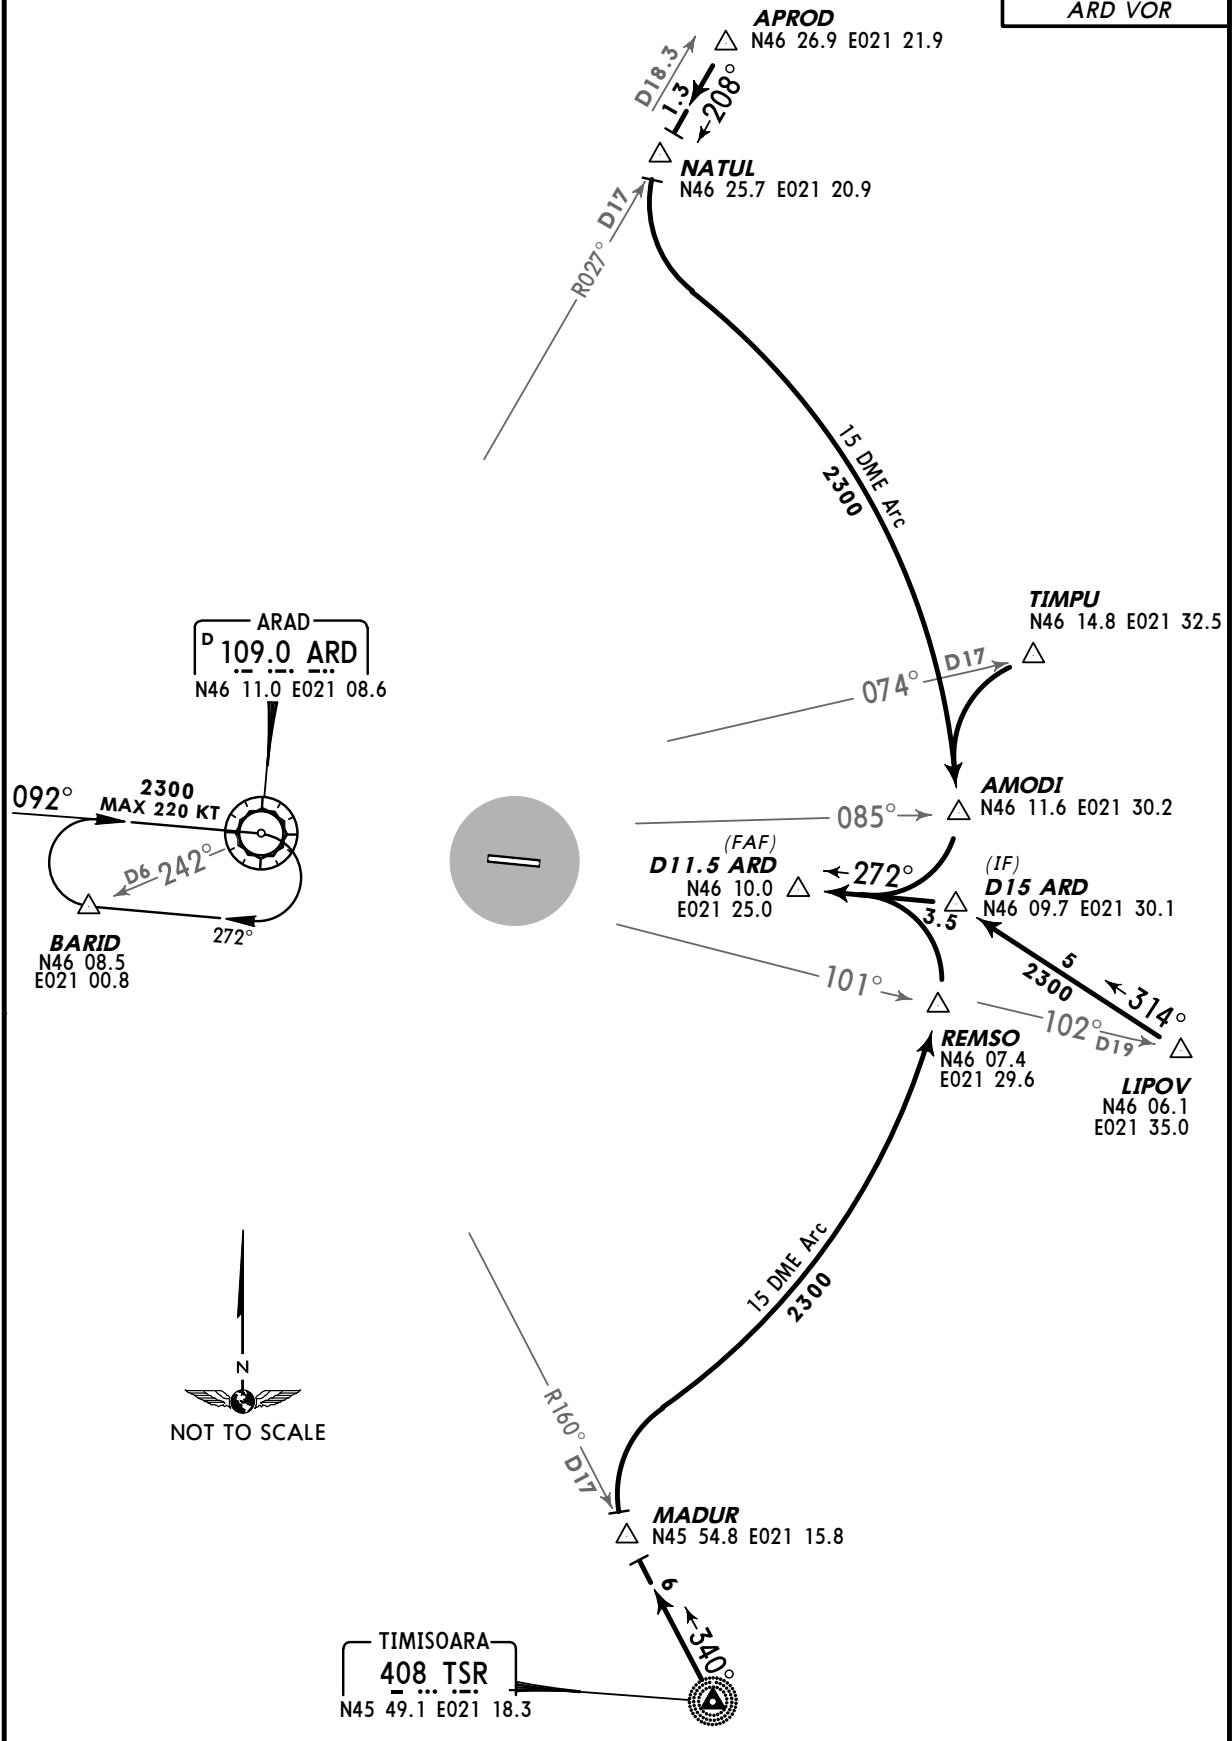 ARD VOR
APROD
N46 26.9 E021 21.9
D18.3
1.3
208°
NATUL
N46 25.7 E021 20.9
R027° D17
15 DME Arc
2300
TIMPU
N46 14.8 E021 32.5
074° D17
ARAD
D 109.0 ARD
N46 11.0 E021 08.6
092°
2300
MAX 220 KT
D6 242°
272°
BARID
N46 08.5
E021 00.8
AMODI
N46 11.6 E021 30.2
085°
(FAF)
D11.5 ARD
N46 10.0
E021 25.0
272°
3.5
(IF)
D15 ARD
N46 09.7 E021 30.1
5
2300
314°
101°
102° D19
REMSO
N46 07.4
E021 29.6
LIPOV
N46 06.1
E021 35.0
15 DME Arc
2300
N
NOT TO SCALE
R160° D17
MADUR
N45 54.8 E021 15.8
6
340°
TIMISOARA
408 TSR
N45 49.1 E021 18.3